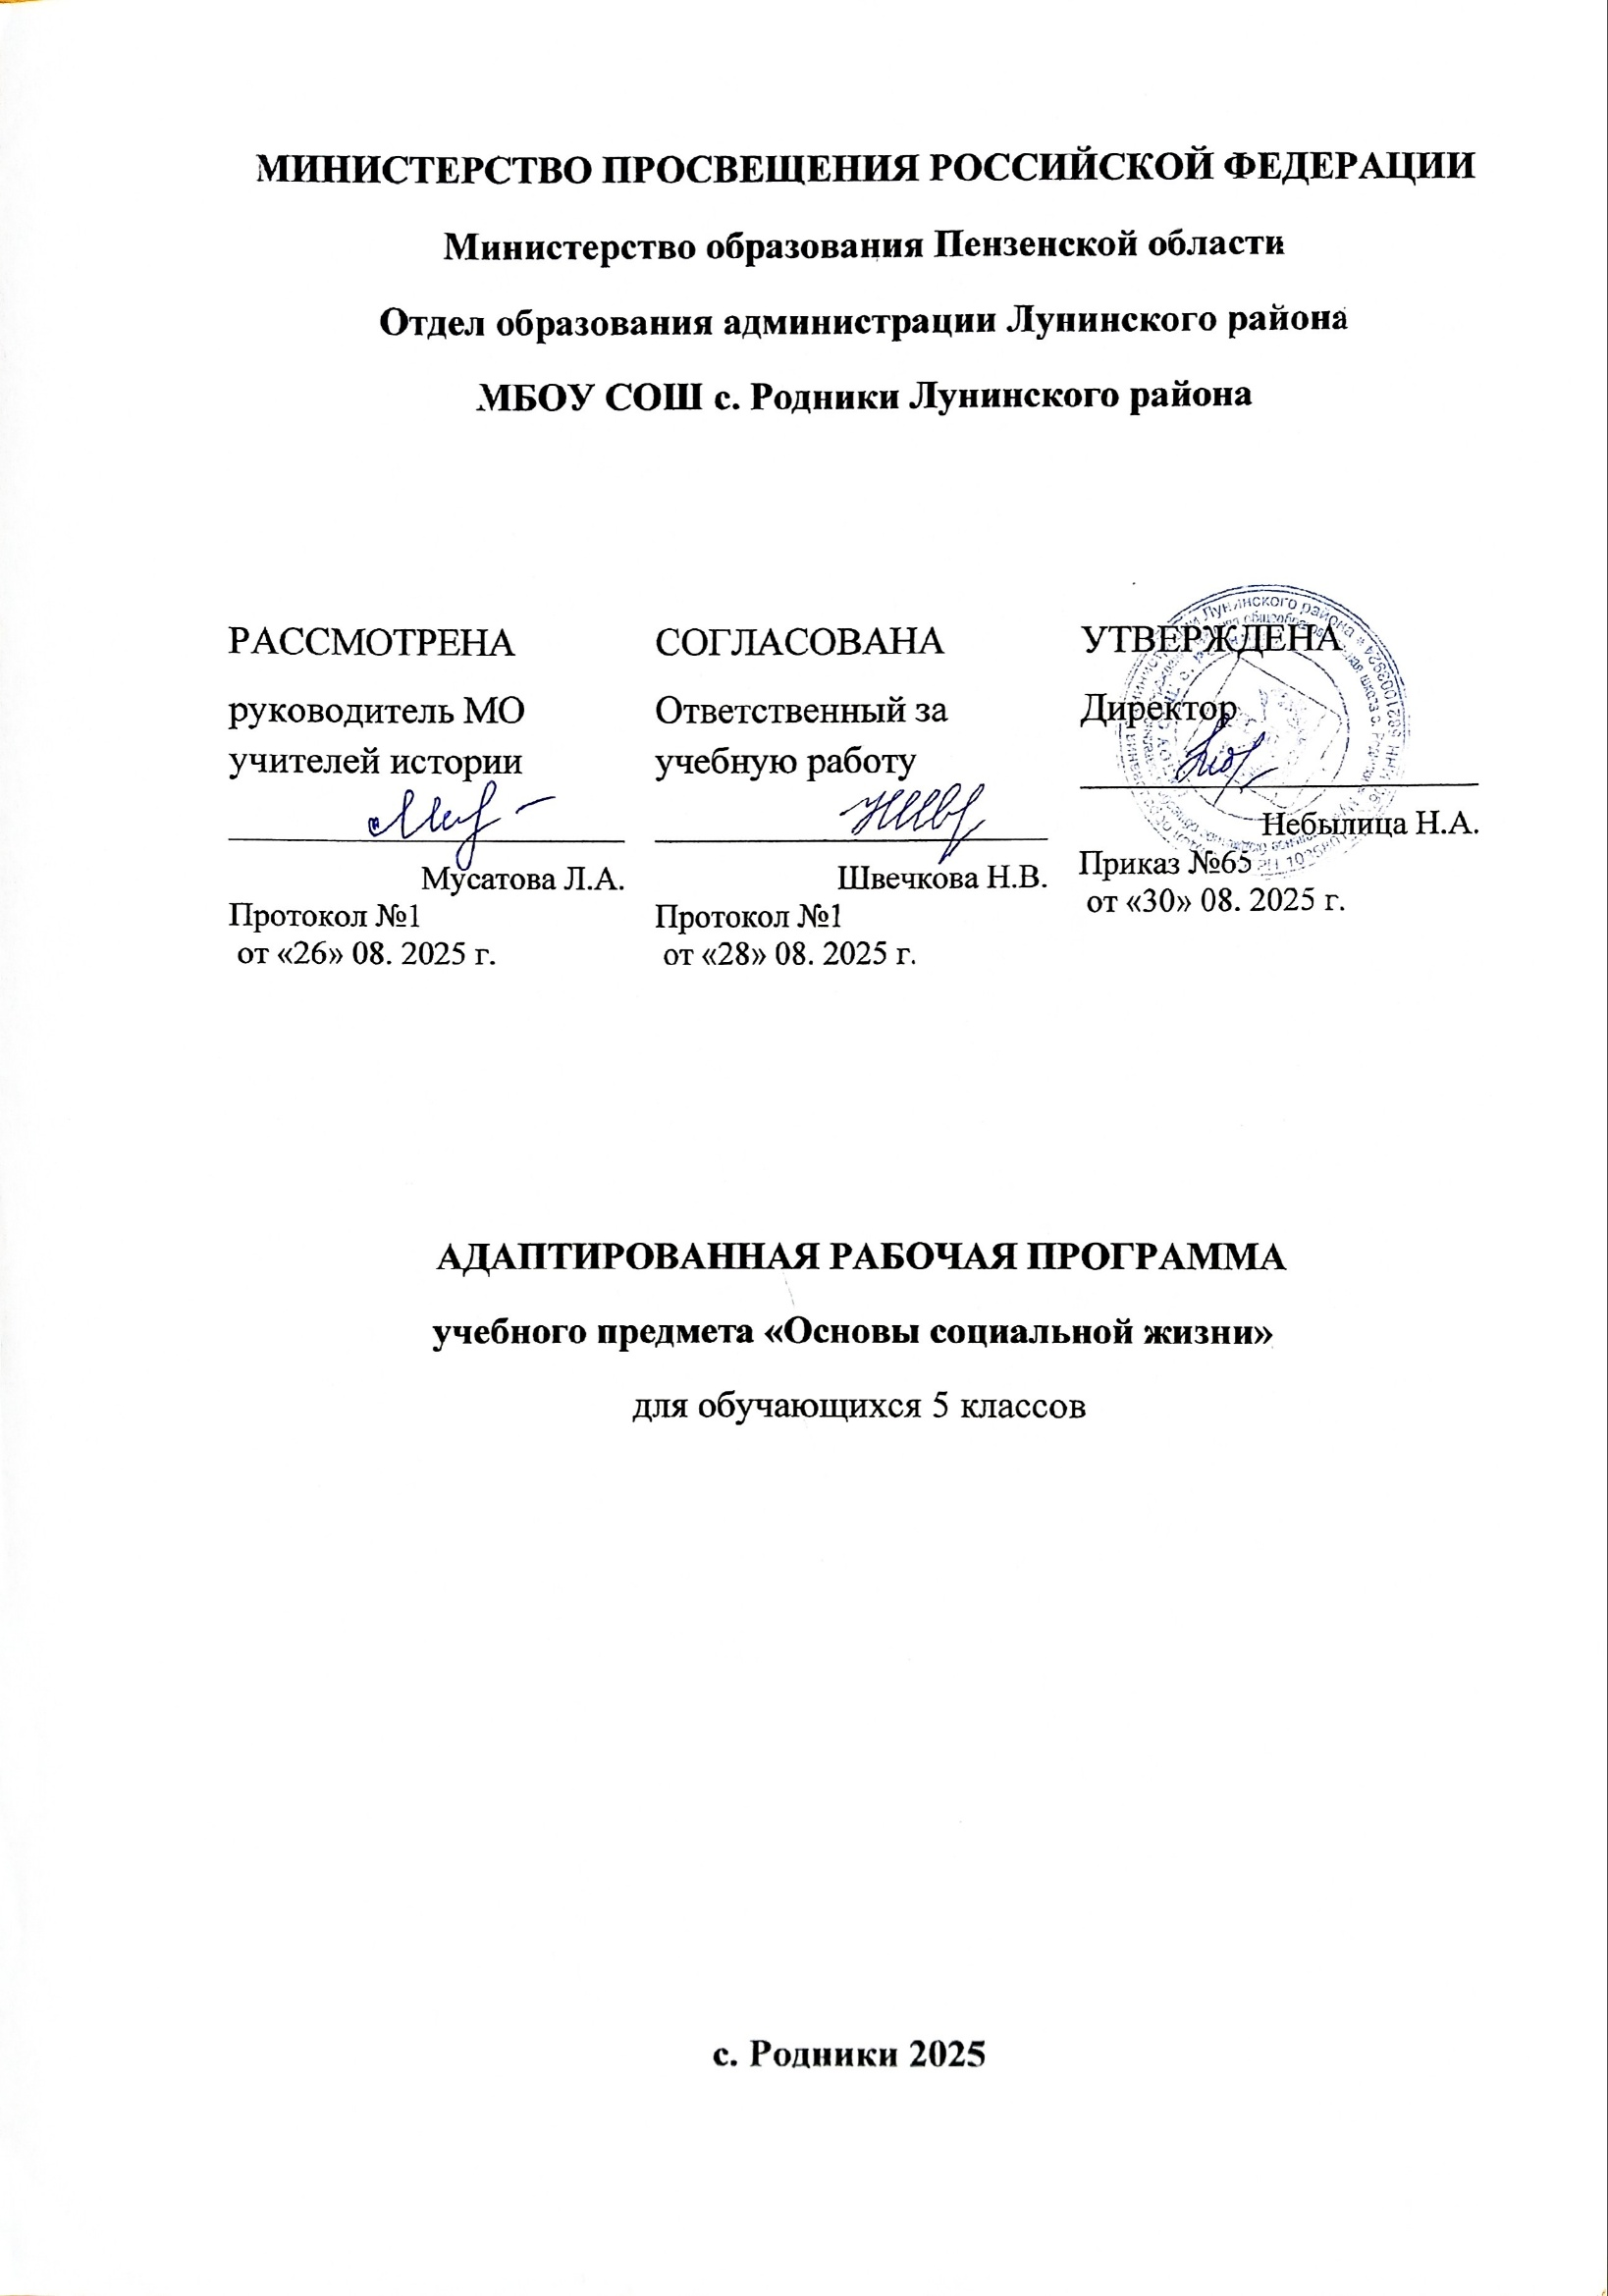 МИНИСТЕРСТВО ПРОСВЕЩЕНИЯ РОССИЙСКОЙ ФЕДЕРАЦИИ
Министерство образования Пензенской области
Отдел образования администрации Лунинского района
МБОУ СОШ с. Родники Лунинского района
РАССМОТРЕНА
руководитель МО
учителей истории
Мусатова Л.А.
Протокол №1
от «26» 08. 2025 г.
СОГЛАСОВАНА
Ответственный за
учебную работу
Швечкова Н.В.
Протокол №1
от «28» 08. 2025 г.
УТВЕРЖДЕНА
Директор
Небылица Н.А.
Приказ №65
от «30» 08. 2025 г.
Лунинского района
АДАПТИРОВАННАЯ РАБОЧАЯ ПРОГРАММА
учебного предмета «Основы социальной жизни»
для обучающихся 5 классов
с. Родники 2025